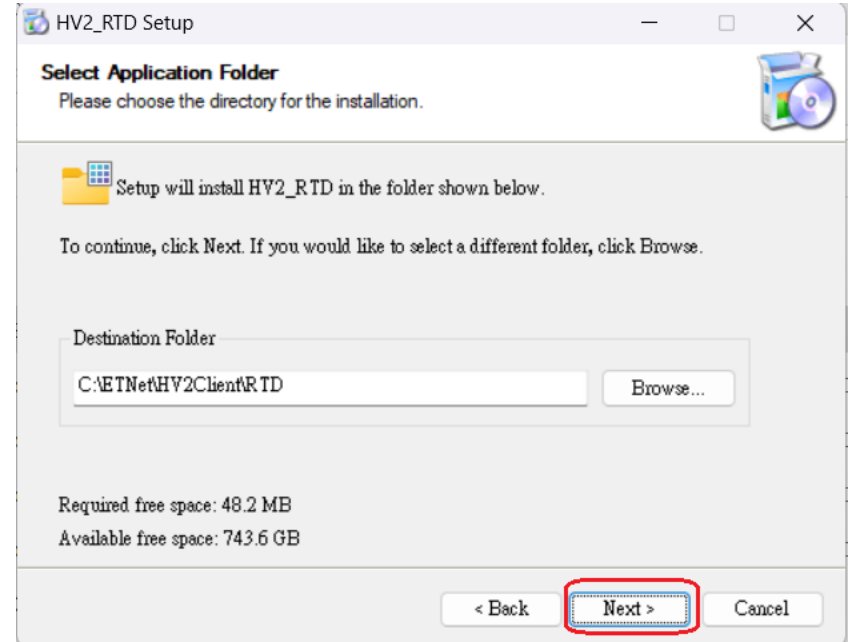 HV2_RTD Setup
Select Application Folder
Please choose the directory for the installation.
Setup will install HV2_RTD in the folder shown below.
To continue, click Next. If you would like to select a different folder, click Browse.
Destination Folder
C:\ETNet\HV2Client\RTD
Browse...
Required free space: 48.2 MB
Available free space: 743.6 GB
< Back
Next >
Cancel